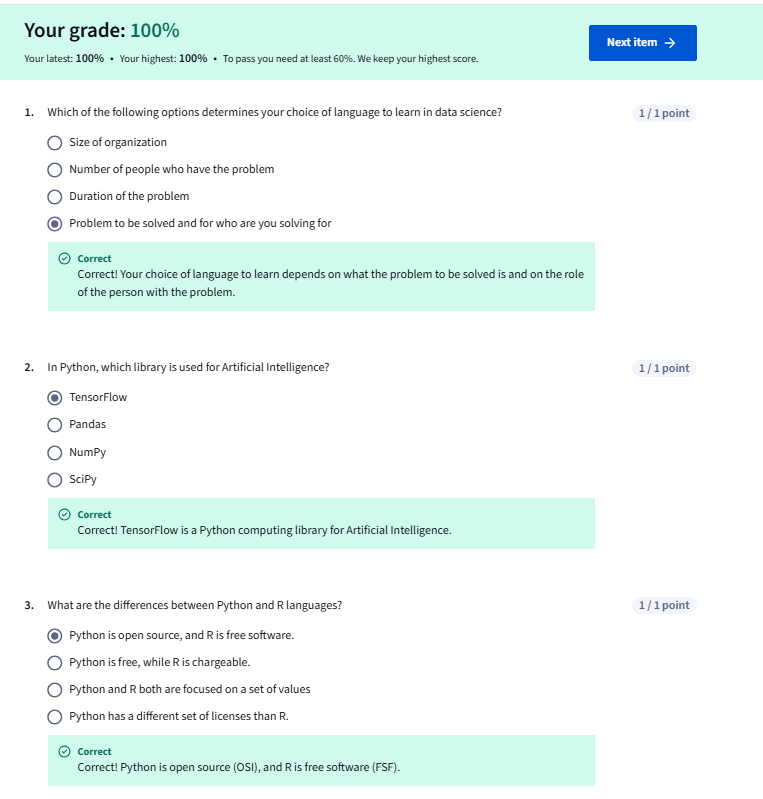 Your grade: 100%
Next item →
Your latest: 100% • Your highest: 100% • To pass you need at least 60%. We keep your highest score.
1. Which of the following options determines your choice of language to learn in data science?
1 / 1 point
Size of organization
Number of people who have the problem
Duration of the problem
Problem to be solved and for who are you solving for
Correct
Correct! Your choice of language to learn depends on what the problem to be solved is and on the role
of the person with the problem.
2. In Python, which library is used for Artificial Intelligence?
1 / 1 point
TensorFlow
Pandas
NumPy
SciPy
Correct
Correct! TensorFlow is a Python computing library for Artificial Intelligence.
3. What are the differences between Python and R languages?
1 / 1 point
Python is open source, and R is free software.
Python is free, while R is chargeable.
Python and R both are focused on a set of values
Python has a different set of licenses than R.
Correct
Correct! Python is open source (OSI), and R is free software (FSF).